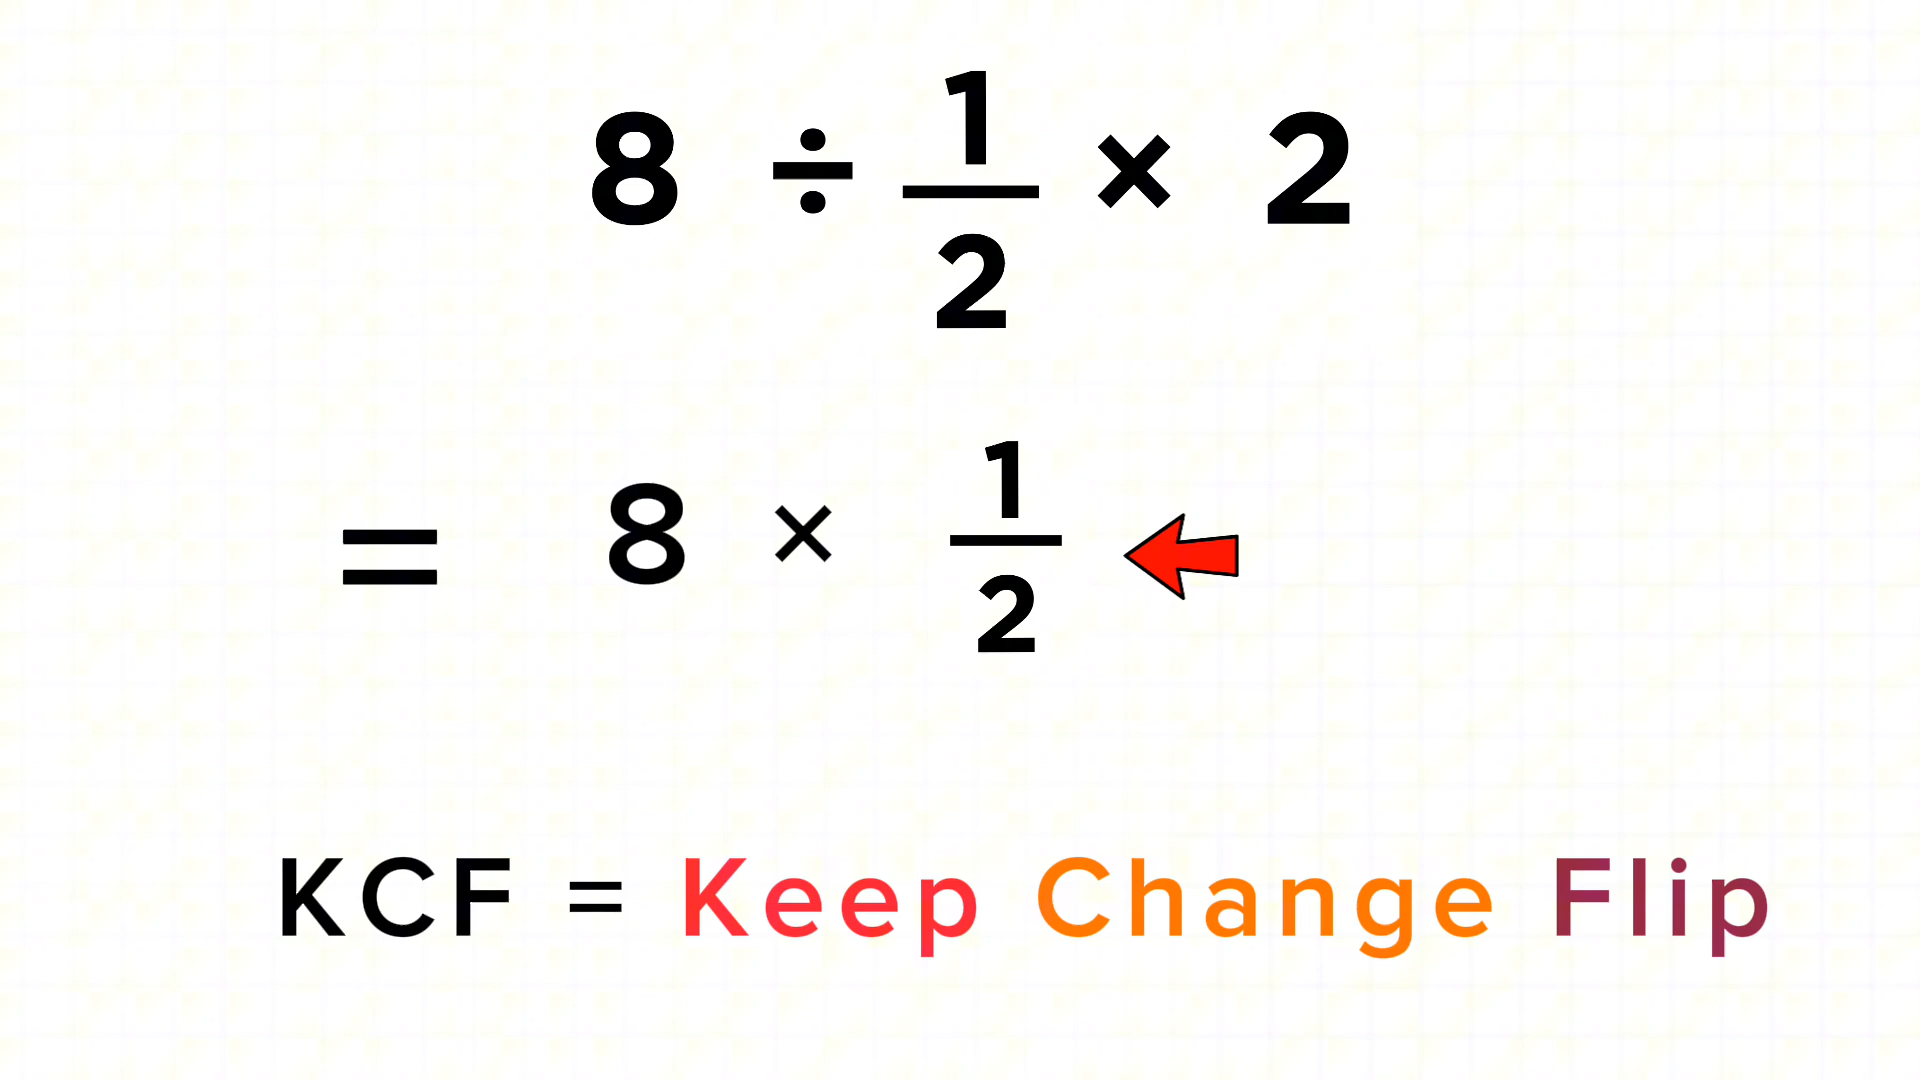 8 ÷ 1/2 × 2
= 8 × 1/2
KCF = Keep Change Flip